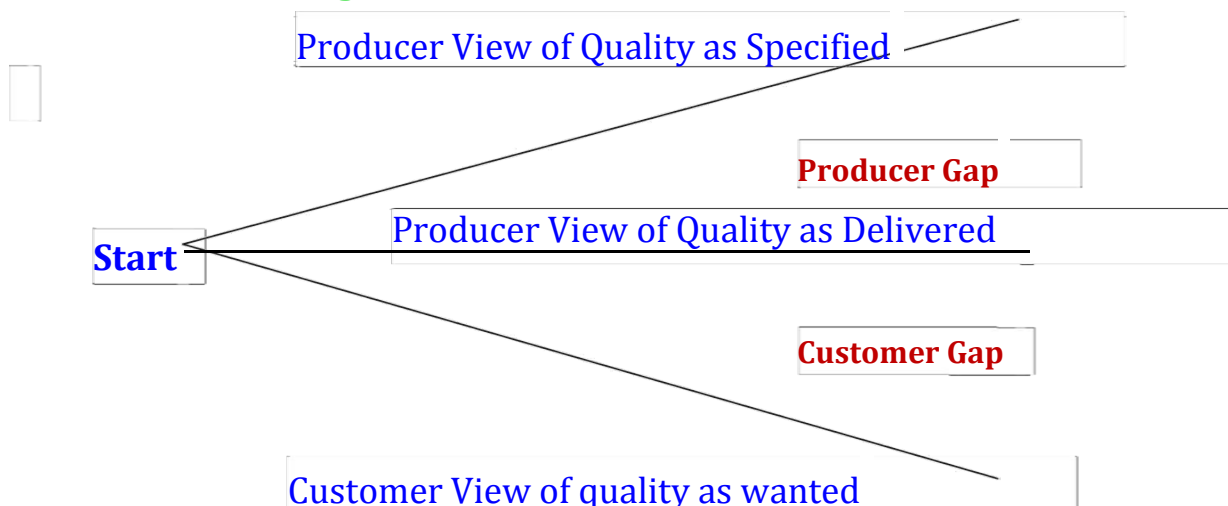 Producer View of Quality as Specified
Producer Gap
Producer View of Quality as Delivered
Start
Customer Gap
Customer View of quality as wanted